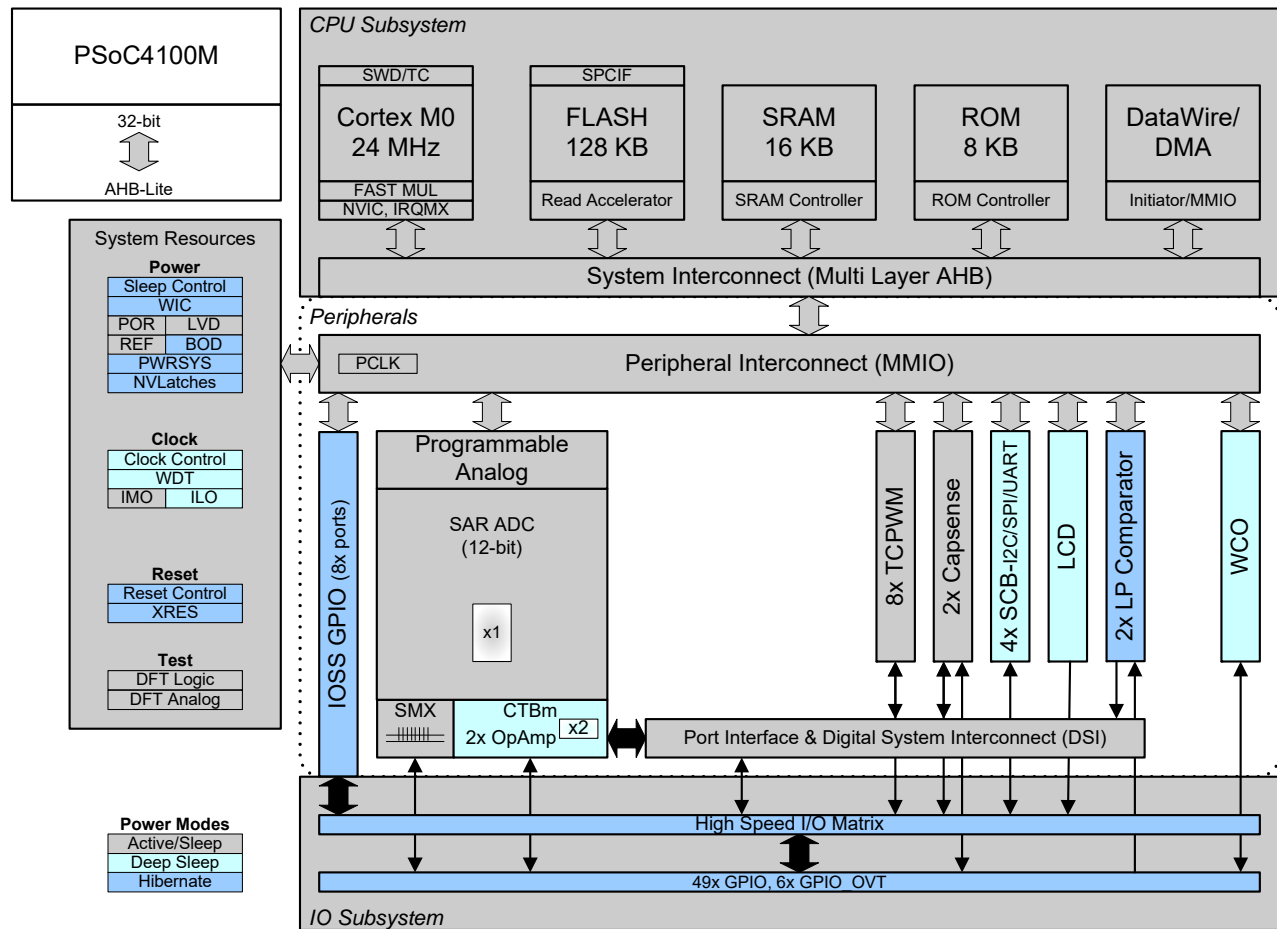 PSoC4100M
32-bit
AHB-Lite
CPU Subsystem
SWD/TC
Cortex M0
24 MHz
FAST MUL
NVIC, IRQMX
SPCIF
FLASH
128 KB
Read Accelerator
SRAM
16 KB
SRAM Controller
ROM
8 KB
ROM Controller
DataWire/
DMA
Initiator/MMIO
System Interconnect (Multi Layer AHB)
System Resources
Power
Sleep Control
WIC
POR LVD
REF BOD
PWRSYS
NVLatches
Clock
Clock Control
WDT
IMO ILO
Reset
Reset Control
XRES
Test
DFT Logic
DFT Analog
Peripherals
PCLK
Peripheral Interconnect (MMIO)
IOSS GPIO (8x ports)
Programmable
Analog
SAR ADC
(12-bit)
x1
SMX
CTBm
2x OpAmp
x2
8x TCPWM
2x Capsense
4x SCB-I2C/SPI/UART
LCD
2x LP Comparator
WCO
Port Interface & Digital System Interconnect (DSI)
Power Modes
Active/Sleep
Deep Sleep
Hibernate
High Speed I/O Matrix
49x GPIO, 6x GPIO_OVT
IO Subsystem